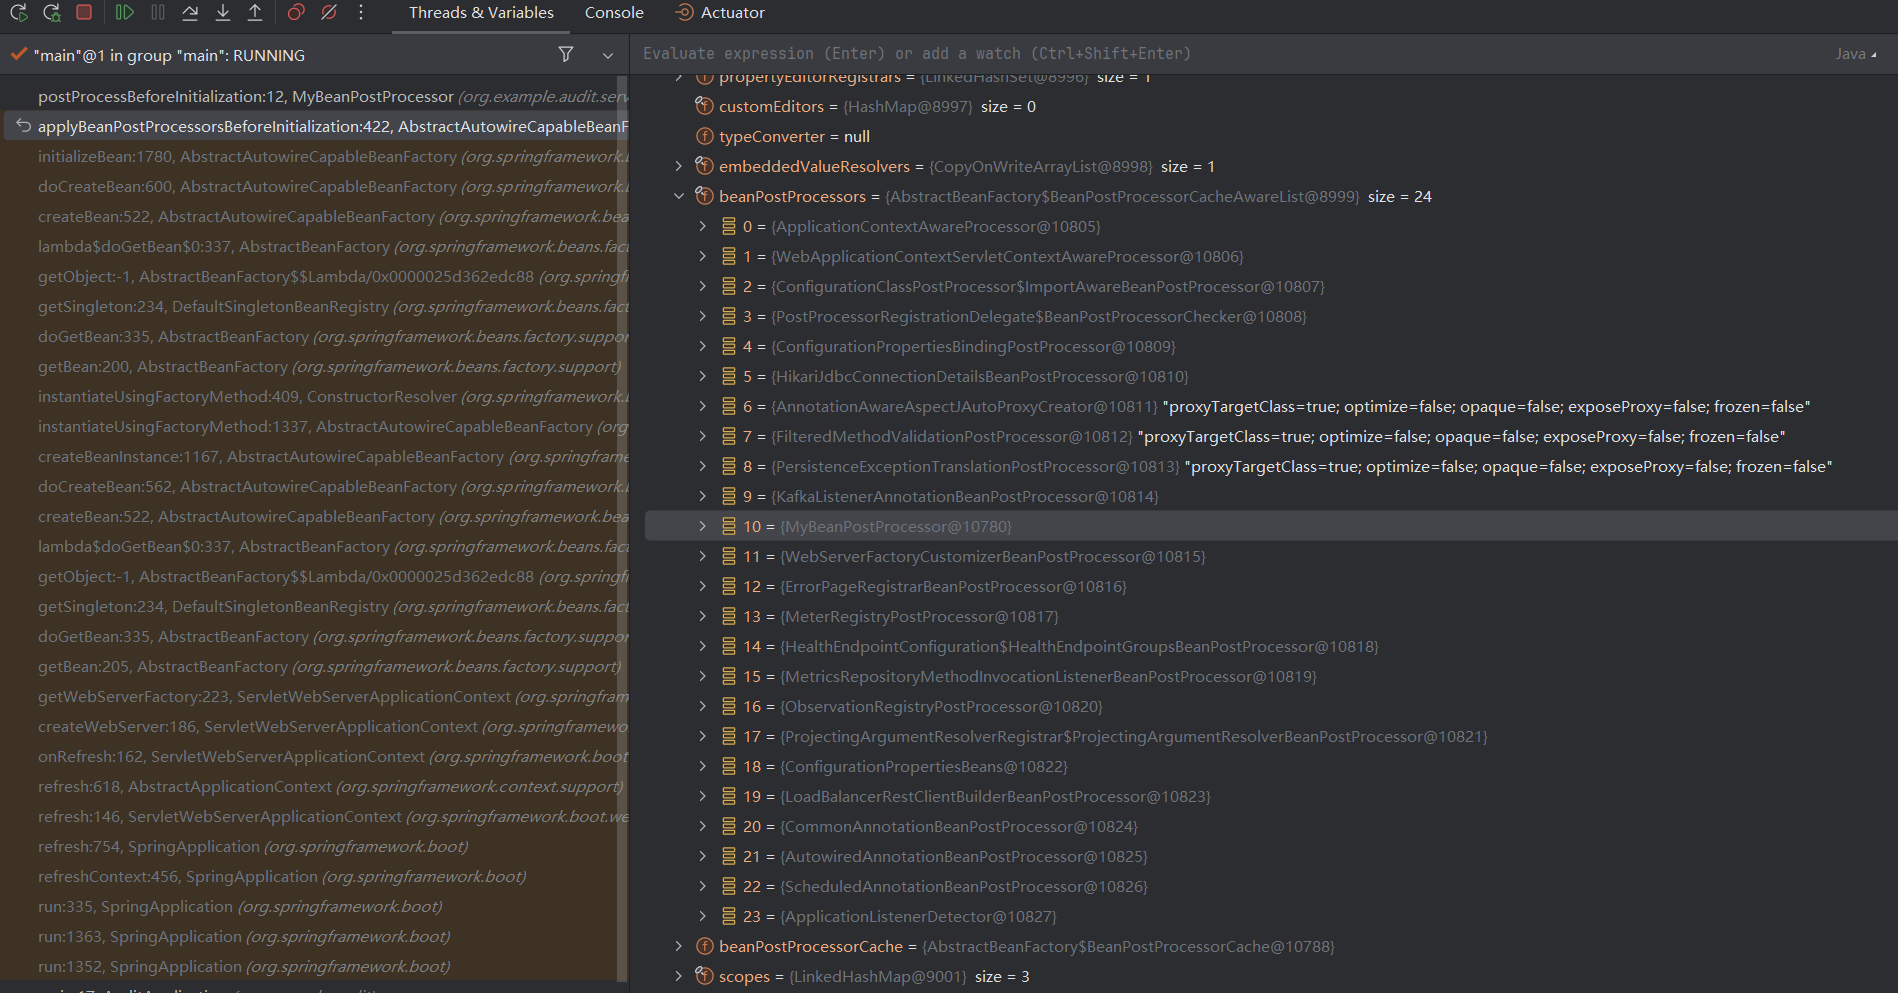 Threads & Variables
Console
Actuator
"main"@1 in group "main": RUNNING
postProcessBeforeInitialization:12, MyBeanPostProcessor (org.example.audit.serv
applyBeanPostProcessorsBeforeInitialization:422, AbstractAutowireCapableBeanF
initializeBean:1780, AbstractAutowireCapableBeanFactory (org.springframework.b
doCreateBean:600, AbstractAutowireCapableBeanFactory (org.springframework.b
createBean:522, AbstractAutowireCapableBeanFactory (org.springframework.bea
lambda$doGetBean$0:337, AbstractBeanFactory (org.springframework.beans.fact
getObject:-1, AbstractBeanFactory$$Lambda/0x0000025d362edc88 (org.springf
getSingleton:234, DefaultSingletonBeanRegistry (org.springframework.beans.fact
doGetBean:335, AbstractBeanFactory (org.springframework.beans.factory.suppor
getBean:200, AbstractBeanFactory (org.springframework.beans.factory.support)
instantiateUsingFactoryMethod:409, ConstructorResolver (org.springframework.b
instantiateUsingFactoryMethod:1337, AbstractAutowireCapableBeanFactory (org
createBeanInstance:1167, AbstractAutowireCapableBeanFactory (org.springframe
doCreateBean:562, AbstractAutowireCapableBeanFactory (org.springframework.b
createBean:522, AbstractAutowireCapableBeanFactory (org.springframework.bea
lambda$doGetBean$0:337, AbstractBeanFactory (org.springframework.beans.fact
getObject:-1, AbstractBeanFactory$$Lambda/0x0000025d362edc88 (org.springf
getSingleton:234, DefaultSingletonBeanRegistry (org.springframework.beans.fact
doGetBean:335, AbstractBeanFactory (org.springframework.beans.factory.suppor
getBean:205, AbstractBeanFactory (org.springframework.beans.factory.support)
getWebServerFactory:223, ServletWebServerApplicationContext (org.springfram
createWebServer:186, ServletWebServerApplicationContext (org.springframewo
onRefresh:162, ServletWebServerApplicationContext (org.springframework.boot
refresh:618, AbstractApplicationContext (org.springframework.context.support)
refresh:146, ServletWebServerApplicationContext (org.springframework.boot.we
refresh:754, SpringApplication (org.springframework.boot)
refreshContext:456, SpringApplication (org.springframework.boot)
run:335, SpringApplication (org.springframework.boot)
run:1363, SpringApplication (org.springframework.boot)
run:1352, SpringApplication (org.springframework.boot)
Evaluate expression (Enter) or add a watch (Ctrl+Shift+Enter)
Java
propertyEditorRegistrars = {LinkedHashSet@8996} size = 1
customEditors = {HashMap@8997} size = 0
typeConverter = null
embeddedValueResolvers = {CopyOnWriteArrayList@8998} size = 1
beanPostProcessors = {AbstractBeanFactory$BeanPostProcessorCacheAwareList@8999} size = 24
0 = {ApplicationContextAwareProcessor@10805}
1 = {WebApplicationContextServletContextAwareProcessor@10806}
2 = {ConfigurationClassPostProcessor$ImportAwareBeanPostProcessor@10807}
3 = {PostProcessorRegistrationDelegate$BeanPostProcessorChecker@10808}
4 = {ConfigurationPropertiesBindingPostProcessor@10809}
5 = {HikariJdbcConnectionDetailsBeanPostProcessor@10810}
6 = {AnnotationAwareAspectJAutoProxyCreator@10811} "proxyTargetClass=true; optimize=false; opaque=false; exposeProxy=false; frozen=false"
7 = {FilteredMethodValidationPostProcessor@10812} "proxyTargetClass=true; optimize=false; opaque=false; exposeProxy=false; frozen=false"
8 = {PersistenceExceptionTranslationPostProcessor@10813} "proxyTargetClass=true; optimize=false; opaque=false; exposeProxy=false; frozen=false"
9 = {KafkaListenerAnnotationBeanPostProcessor@10814}
10 = {MyBeanPostProcessor@10780}
11 = {WebServerFactoryCustomizerBeanPostProcessor@10815}
12 = {ErrorPageRegistrarBeanPostProcessor@10816}
13 = {MeterRegistryPostProcessor@10817}
14 = {HealthEndpointConfiguration$HealthEndpointGroupsBeanPostProcessor@10818}
15 = {MetricsRepositoryMethodInvocationListenerBeanPostProcessor@10819}
16 = {ObservationRegistryPostProcessor@10820}
17 = {ProjectingArgumentResolverRegistrar$ProjectingArgumentResolverBeanPostProcessor@10821}
18 = {ConfigurationPropertiesBeans@10822}
19 = {LoadBalancerRestClientBuilderBeanPostProcessor@10823}
20 = {CommonAnnotationBeanPostProcessor@10824}
21 = {AutowiredAnnotationBeanPostProcessor@10825}
22 = {ScheduledAnnotationBeanPostProcessor@10826}
23 = {ApplicationListenerDetector@10827}
beanPostProcessorCache = {AbstractBeanFactory$BeanPostProcessorCache@10788}
scopes = {LinkedHashMap@9001} size = 3